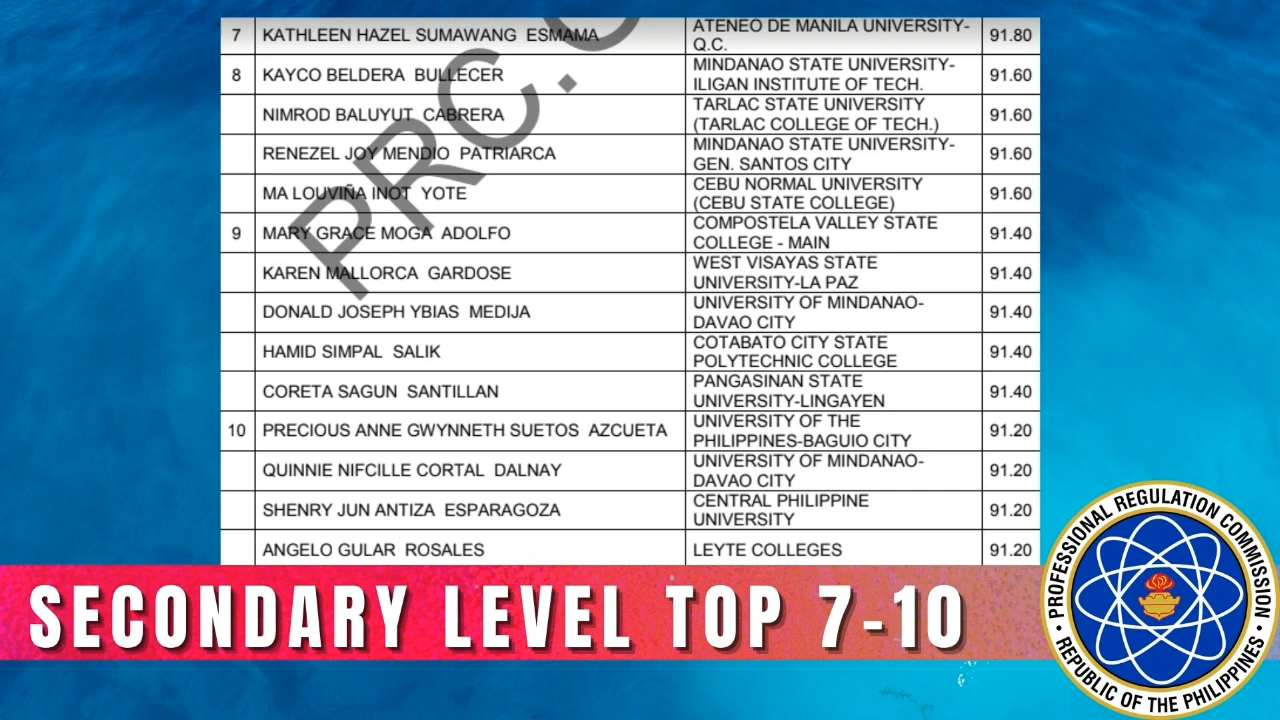 7 KATHLEEN HAZEL SUMAWANG ESMAMA ATENEO DE MANILA UNIVERSITY- 91.80
Q.C.
8 KAYCO BELDERA BULLECER MINDANAO STATE UNIVERSITY- 91.60
ILIGAN INSTITUTE OF TECH.
NIMROD BALUYUT CABRERA TARLAC STATE UNIVERSITY 91.60
(TARLAC COLLEGE OF TECH.)
RENEZEL JOY MENDIO PATRIARCA MINDANAO STATE UNIVERSITY- 91.60
GEN. SANTOS CITY
MA LOUVIÑA INOT YOTE CEBU NORMAL UNIVERSITY 91.60
(CEBU STATE COLLEGE)
9 MARY GRACE MOGA ADOLFO COMPOSTELA VALLEY STATE 91.40
COLLEGE - MAIN
KAREN MALLORCA GARDOSE WEST VISAYAS STATE 91.40
UNIVERSITY-LA PAZ
DONALD JOSEPH YBIAS MEDIJA UNIVERSITY OF MINDANAO- 91.40
DAVAO CITY
HAMID SIMPAL SALIK COTABATO CITY STATE 91.40
POLYTECHNIC COLLEGE
CORETA SAGUN SANTILLAN PANGASINAN STATE 91.40
UNIVERSITY-LINGAYEN
10 PRECIOUS ANNE GWYNNETH SUETOS AZCUETA UNIVERSITY OF THE 91.20
PHILIPPINES-BAGUIO CITY
QUINNIE NIFCILLE CORTAL DALNAY UNIVERSITY OF MINDANAO- 91.20
DAVAO CITY
SHENRY JUN ANTIZA ESPARAGOZA CENTRAL PHILIPPINE 91.20
UNIVERSITY
ANGELO GULAR ROSALES LEYTE COLLEGES 91.20
PRC.
SECONDARY LEVEL TOP 7-10
PROFESSIONAL REGULATION COMMISSION
REPUBLIC OF THE PHILIPPINES